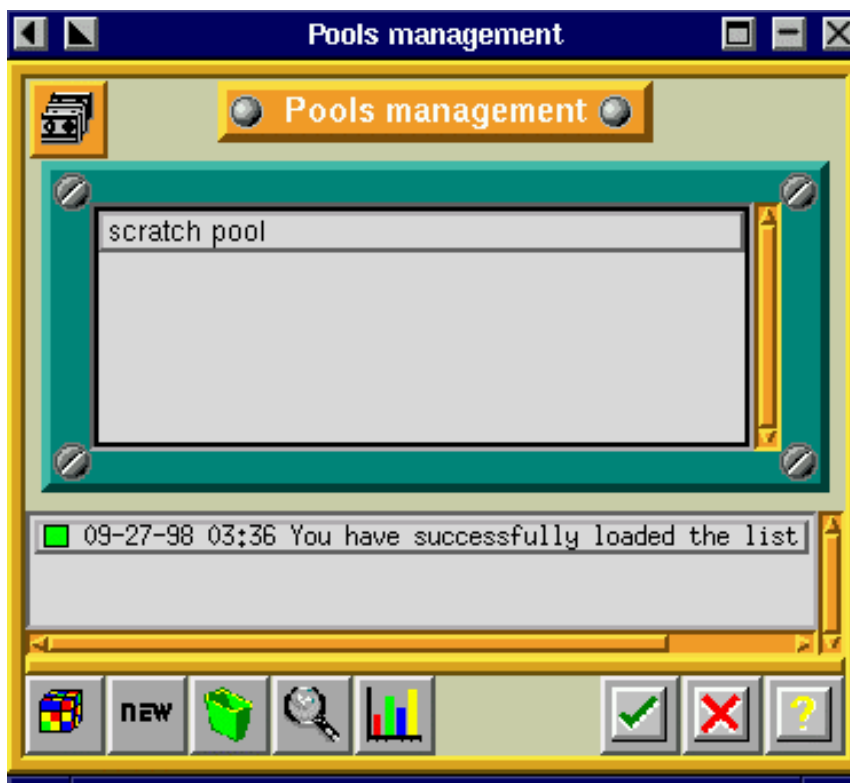 Pools management
Pools management
scratch pool
09-27-98 03:36 You have successfully loaded the list
new
?